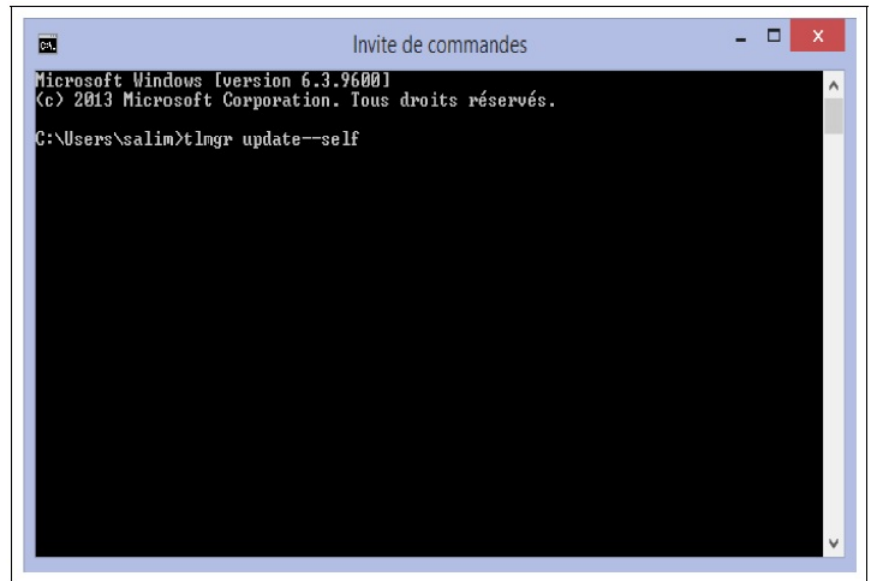 Invite de commandes
Microsoft Windows [version 6.3.9600]
(c) 2013 Microsoft Corporation. Tous droits réservés.
C:\Users\salim>tlmgr update--self